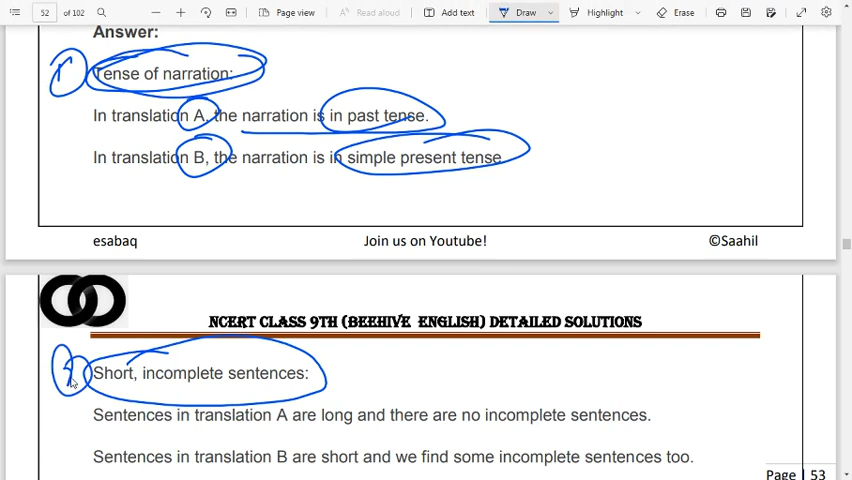 52 of 102
Page view
Read aloud
Add text
Draw
Highlight
Erase
Answer:
Tense of narration:
In translation A, the narration is in past tense.
In translation B, the narration is in simple present tense.
esabaq Join us on Youtube! ©Saahil
NCERT CLASS 9TH (BEEHIVE ENGLISH) DETAILED SOLUTIONS
Short, incomplete sentences:
Sentences in translation A are long and there are no incomplete sentences.
Sentences in translation B are short and we find some incomplete sentences too.
Page | 53